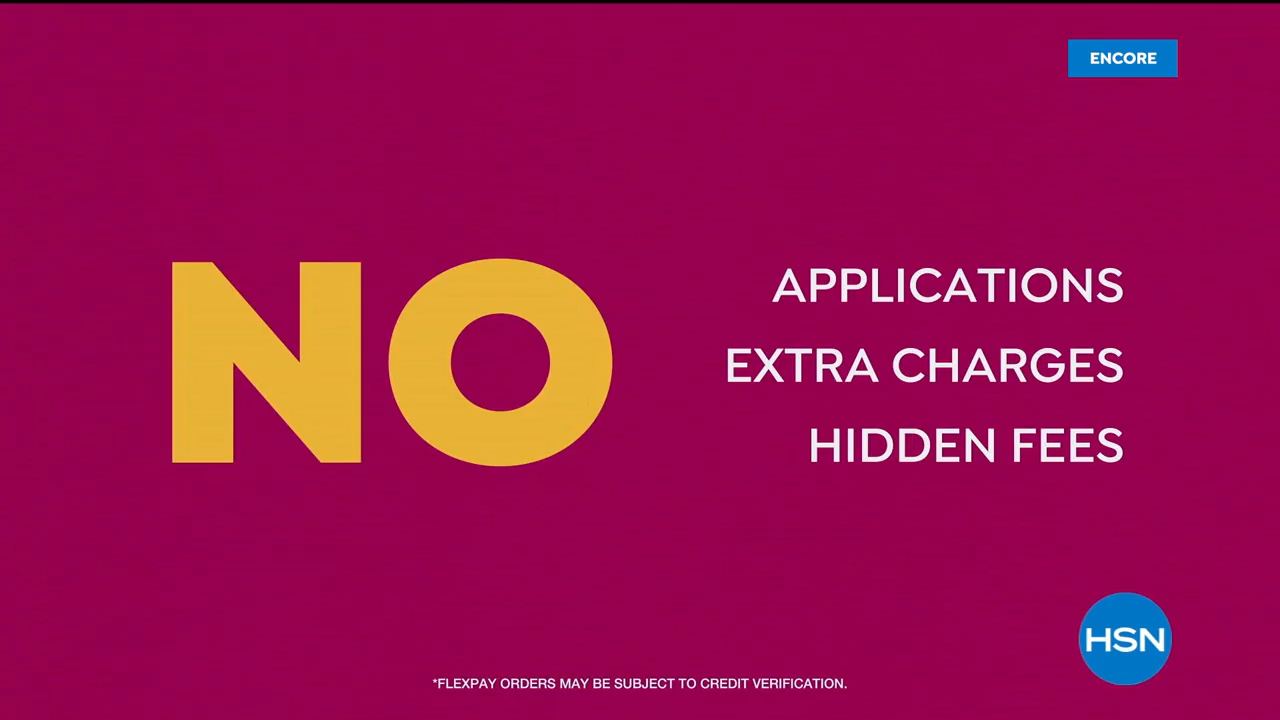 ENCORE
NO
APPLICATIONS
EXTRA CHARGES
HIDDEN FEES
HSN
*FLEXPAY ORDERS MAY BE SUBJECT TO CREDIT VERIFICATION.